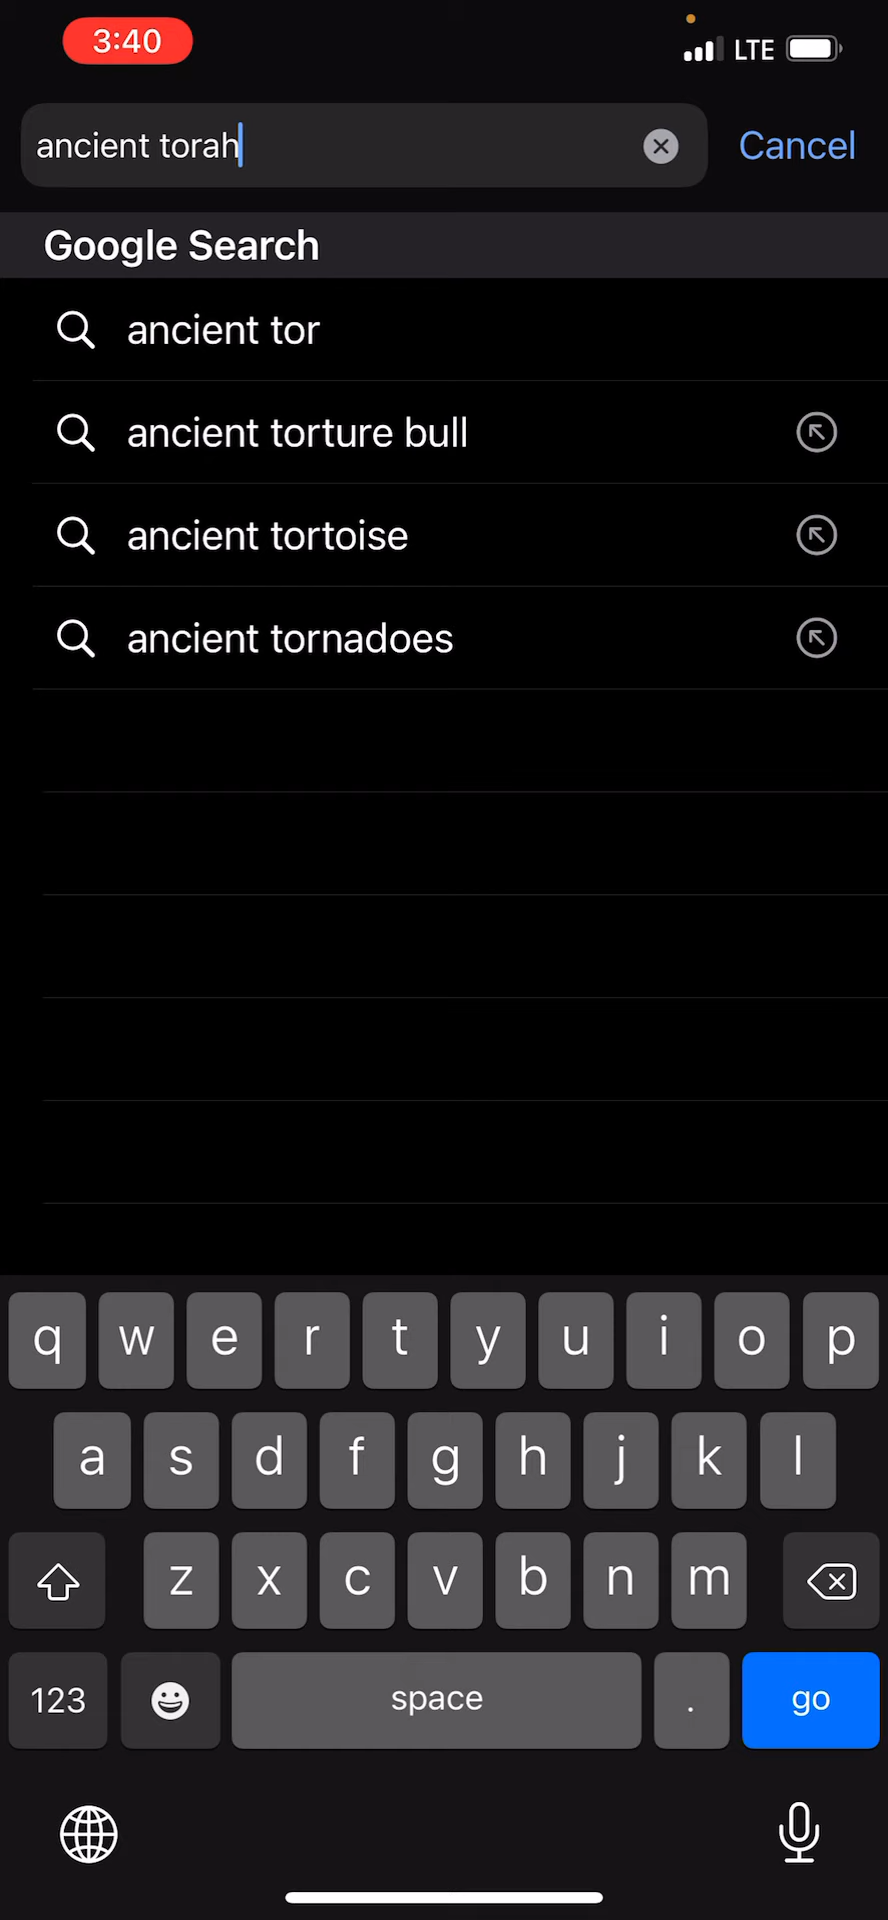 3:40
LTE
ancient torah
Cancel
Google Search
ancient tor
ancient torture bull
ancient tortoise
ancient tornadoes
q w e r t y u i o p
a s d f g h j k l
z x c v b n m
123 space . go